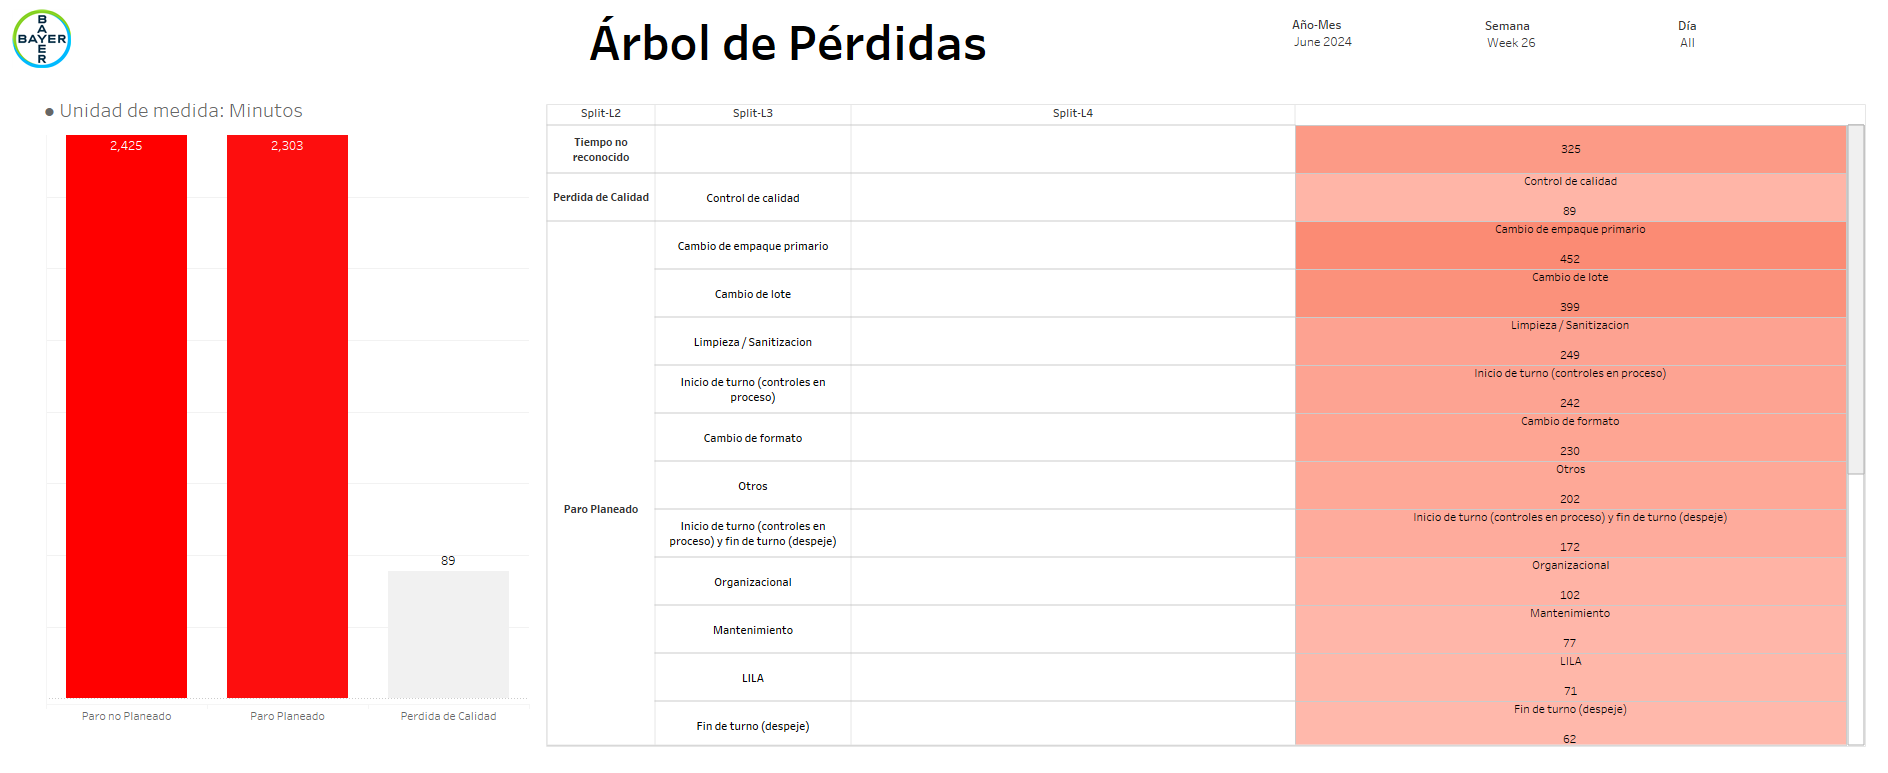 BAYER
BAYER
Árbol de Pérdidas
Año-Mes
June 2024
Semana
Week 26
Día
All
● Unidad de medida: Minutos
2,425
2,303
89
Paro no Planeado
Paro Planeado
Perdida de Calidad
Split-L2
Split-L3
Split-L4
Tiempo no
reconocido
325
Perdida de Calidad
Control de calidad
Control de calidad
89
Paro Planeado
Cambio de empaque primario
Cambio de empaque primario
452
Cambio de lote
Cambio de lote
399
Limpieza / Sanitizacion
Limpieza / Sanitizacion
249
Inicio de turno (controles en
proceso)
Inicio de turno (controles en proceso)
242
Cambio de formato
Cambio de formato
230
Otros
Otros
202
Inicio de turno (controles en
proceso) y fin de turno (despeje)
Inicio de turno (controles en proceso) y fin de turno (despeje)
172
Organizacional
Organizacional
102
Mantenimiento
Mantenimiento
77
LILA
LILA
71
Fin de turno (despeje)
Fin de turno (despeje)
62